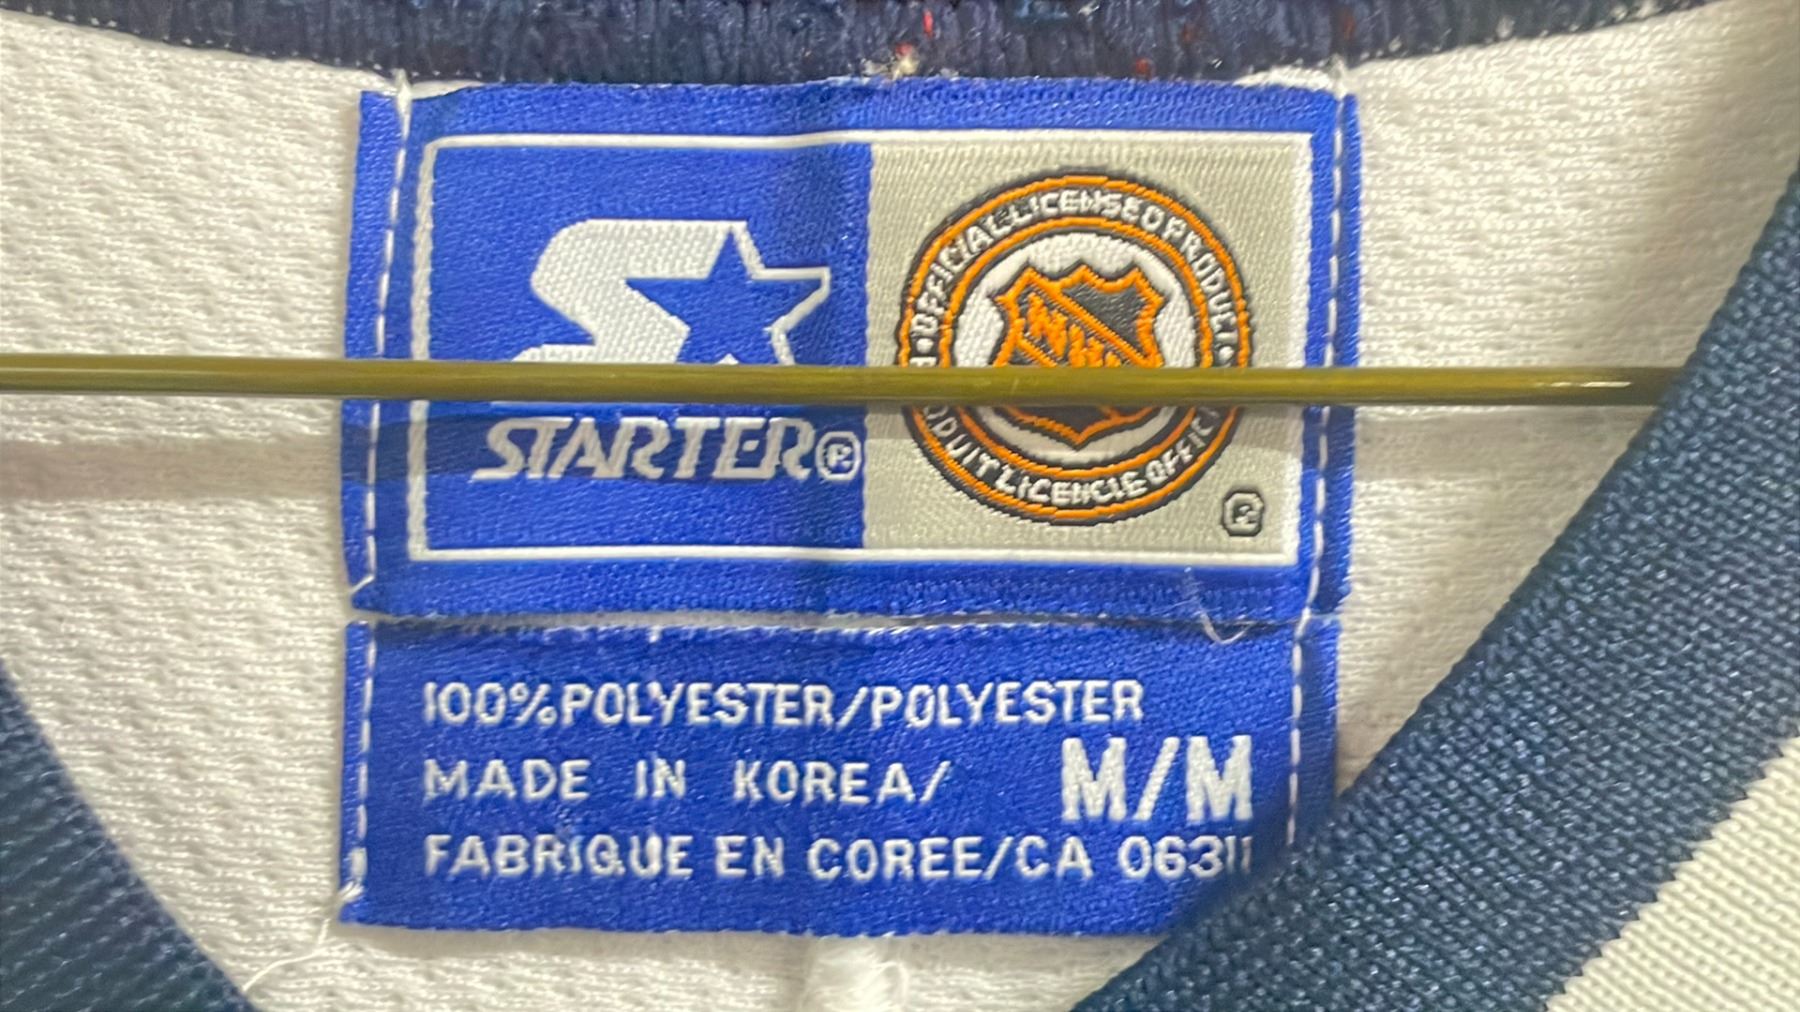 STARTER®
• OFFICIAL LICENSED PRODUCT •
PRODUIT LICENCIE OFFICIEL
NHL
®
100% POLYESTER/POLYESTER
MADE IN KOREA/
M/M
FABRIQUE EN COREE/CA 06311